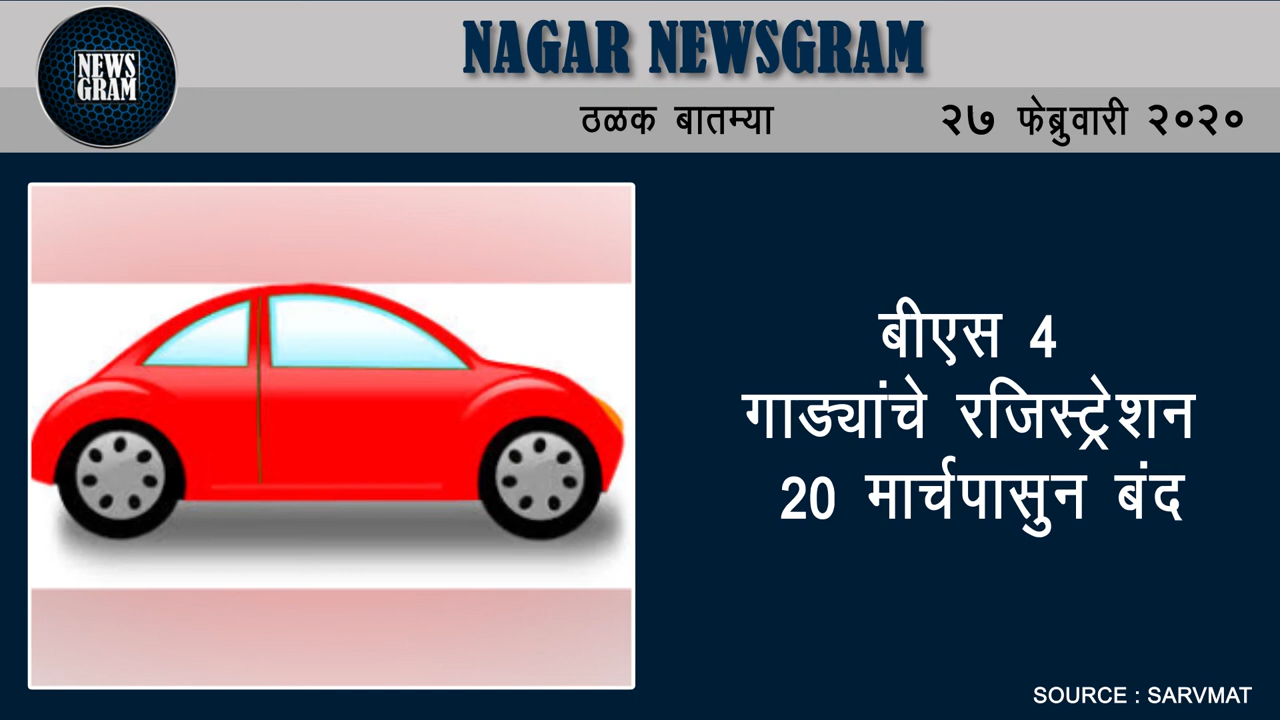 NEWS
GRAM
NAGAR NEWSGRAM
ठळक बातम्या
२७ फेब्रुवारी २०२०
बीएस 4
गाड्यांचे रजिस्ट्रेशन
20 मार्चपासुन बंद
SOURCE : SARVMAT